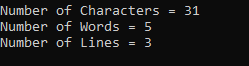 Number of Characters = 31
Number of Words = 5
Number of Lines = 3